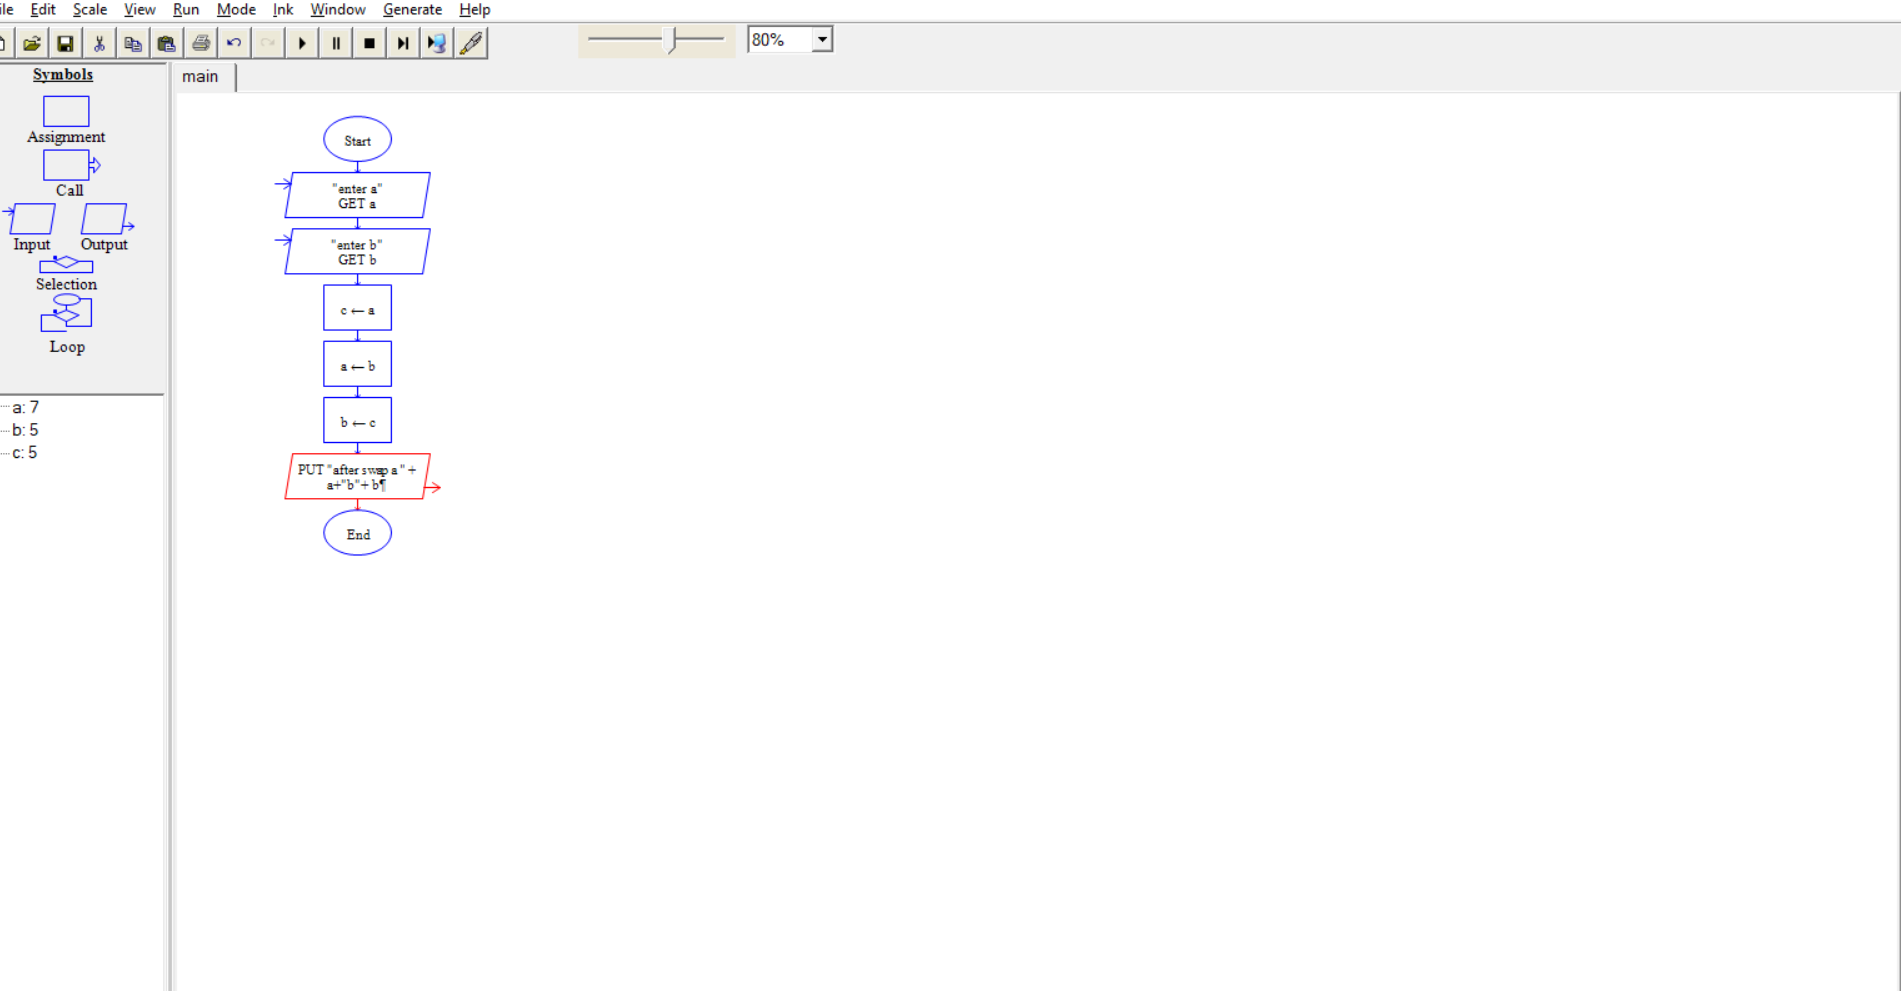 ile Edit Scale View Run Mode Ink Window Generate Help
80%
Symbols
main
Assignment
Call
Input Output
Selection
Loop
a: 7
b: 5
c: 5
Start
"enter a"
GET a
"enter b"
GET b
c ← a
a ← b
b ← c
PUT "after swap a" +
a+"b"+ b¶
End